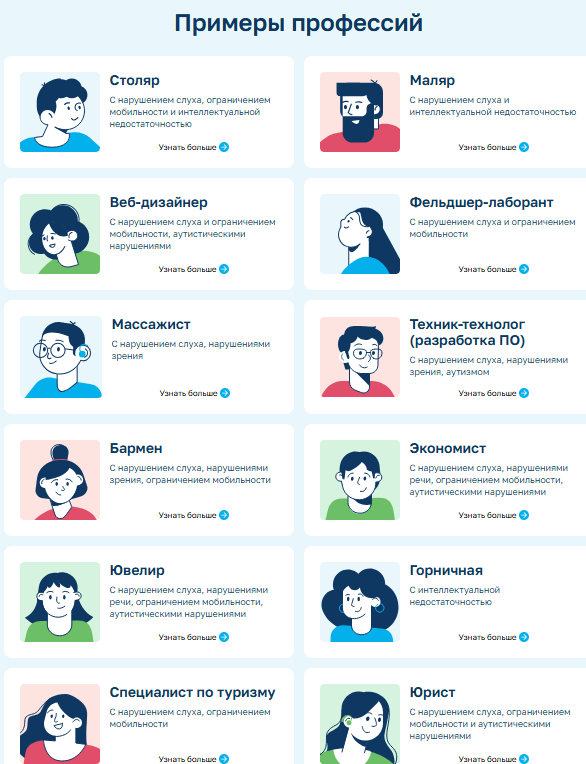 Примеры профессий
Столяр
С нарушением слуха, ограничением
мобильности и интеллектуальной
недостаточностью
Узнать больше
Маляр
С нарушением слуха и
интеллектуальной недостаточностью
Узнать больше
Веб-дизайнер
С нарушением слуха и ограничением
мобильности, аутистическими
нарушениями
Узнать больше
Фельдшер-лаборант
С нарушением слуха и ограничением
мобильности
Узнать больше
Массажист
С нарушением слуха, нарушениями
зрения
Узнать больше
Техник-технолог
(разработка ПО)
С нарушением слуха, нарушениями
зрения, аутизмом
Узнать больше
Бармен
С нарушением слуха, нарушениями
зрения, ограничением мобильности
Узнать больше
Экономист
С нарушением слуха, нарушениями
речи, ограничением мобильности,
аутистическими нарушениями
Узнать больше
Ювелир
С нарушением слуха, нарушениями
речи, ограничением мобильности,
аутистическими нарушениями
Узнать больше
Горничная
С интеллектуальной
недостаточностью
Узнать больше
Специалист по туризму
С нарушением слуха, ограничением
мобильности
Узнать больше
Юрист
С нарушением слуха, ограничением
мобильности и аутистическими
нарушениями
Узнать больше